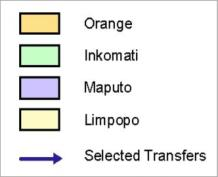 Orange
Inkomati
Maputo
Limpopo
Selected Transfers